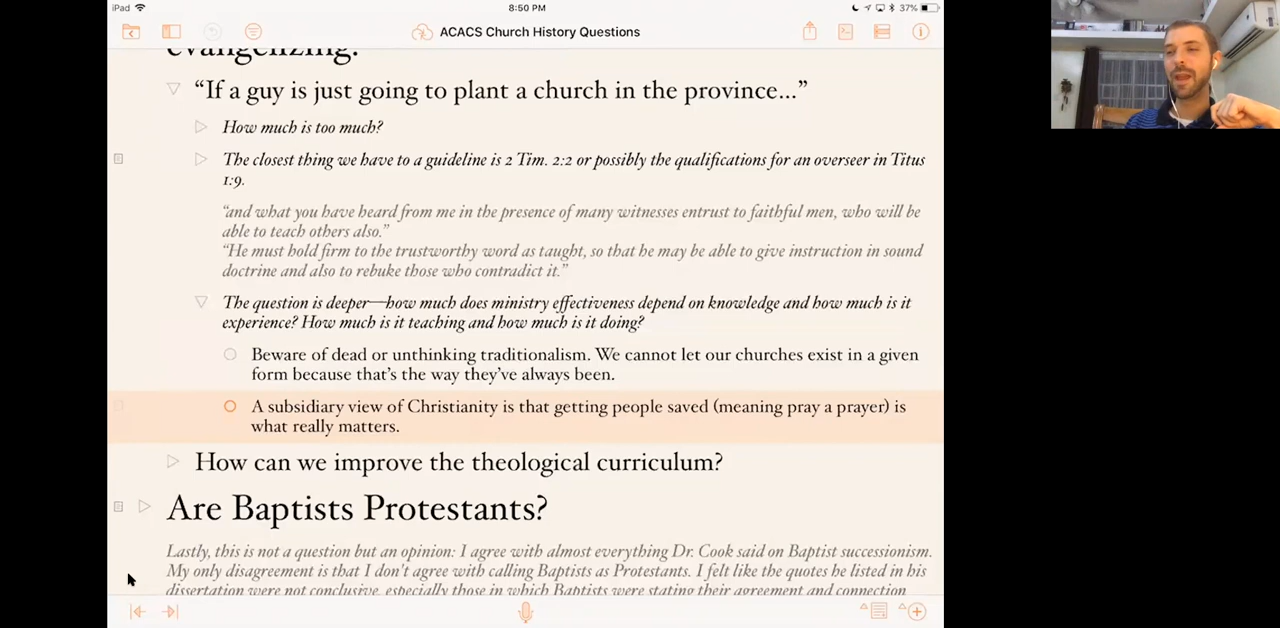 iPad 8:50 PM 37%
ACACS Church History Questions
evangelizing.
“If a guy is just going to plant a church in the province...”
How much is too much?
The closest thing we have to a guideline is 2 Tim. 2:2 or possibly the qualifications for an overseer in Titus
1:9.
“and what you have heard from me in the presence of many witnesses entrust to faithful men, who will be
able to teach others also.”
“He must hold firm to the trustworthy word as taught, so that he may be able to give instruction in sound
doctrine and also to rebuke those who contradict it.”
The question is deeper—how much does ministry effectiveness depend on knowledge and how much is it
experience? How much is it teaching and how much is it doing?
Beware of dead or unthinking traditionalism. We cannot let our churches exist in a given
form because that’s the way they’ve always been.
A subsidiary view of Christianity is that getting people saved (meaning pray a prayer) is
what really matters.
How can we improve the theological curriculum?
Are Baptists Protestants?
Lastly, this is not a question but an opinion: I agree with almost everything Dr. Cook said on Baptist successionism.
My only disagreement is that I don’t agree with calling Baptists as Protestants. I felt like the quotes he listed in his
dissertation were not conclusive, especially those in which Baptists were stating their agreement and connection